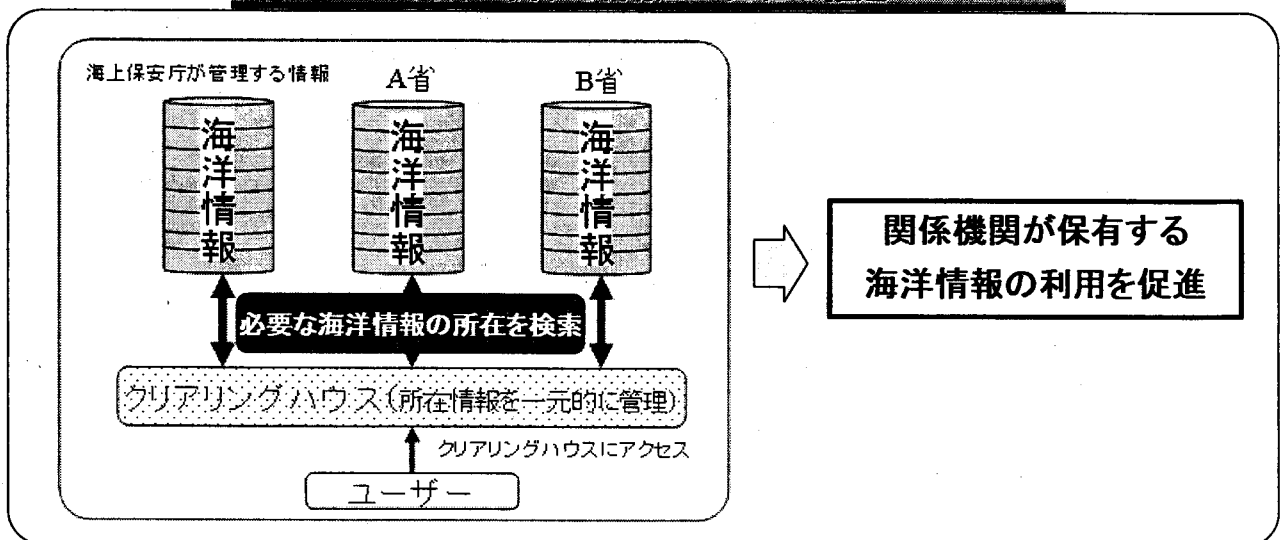 海上保安庁が管理する情報
A省
B省
海洋情報
海洋情報
海洋情報
必要な海洋情報の所在を検索
クリアリングハウス(所在情報を一元的に管理)
クリアリングハウスにアクセス
ユーザー
関係機関が保有する
海洋情報の利用を促進